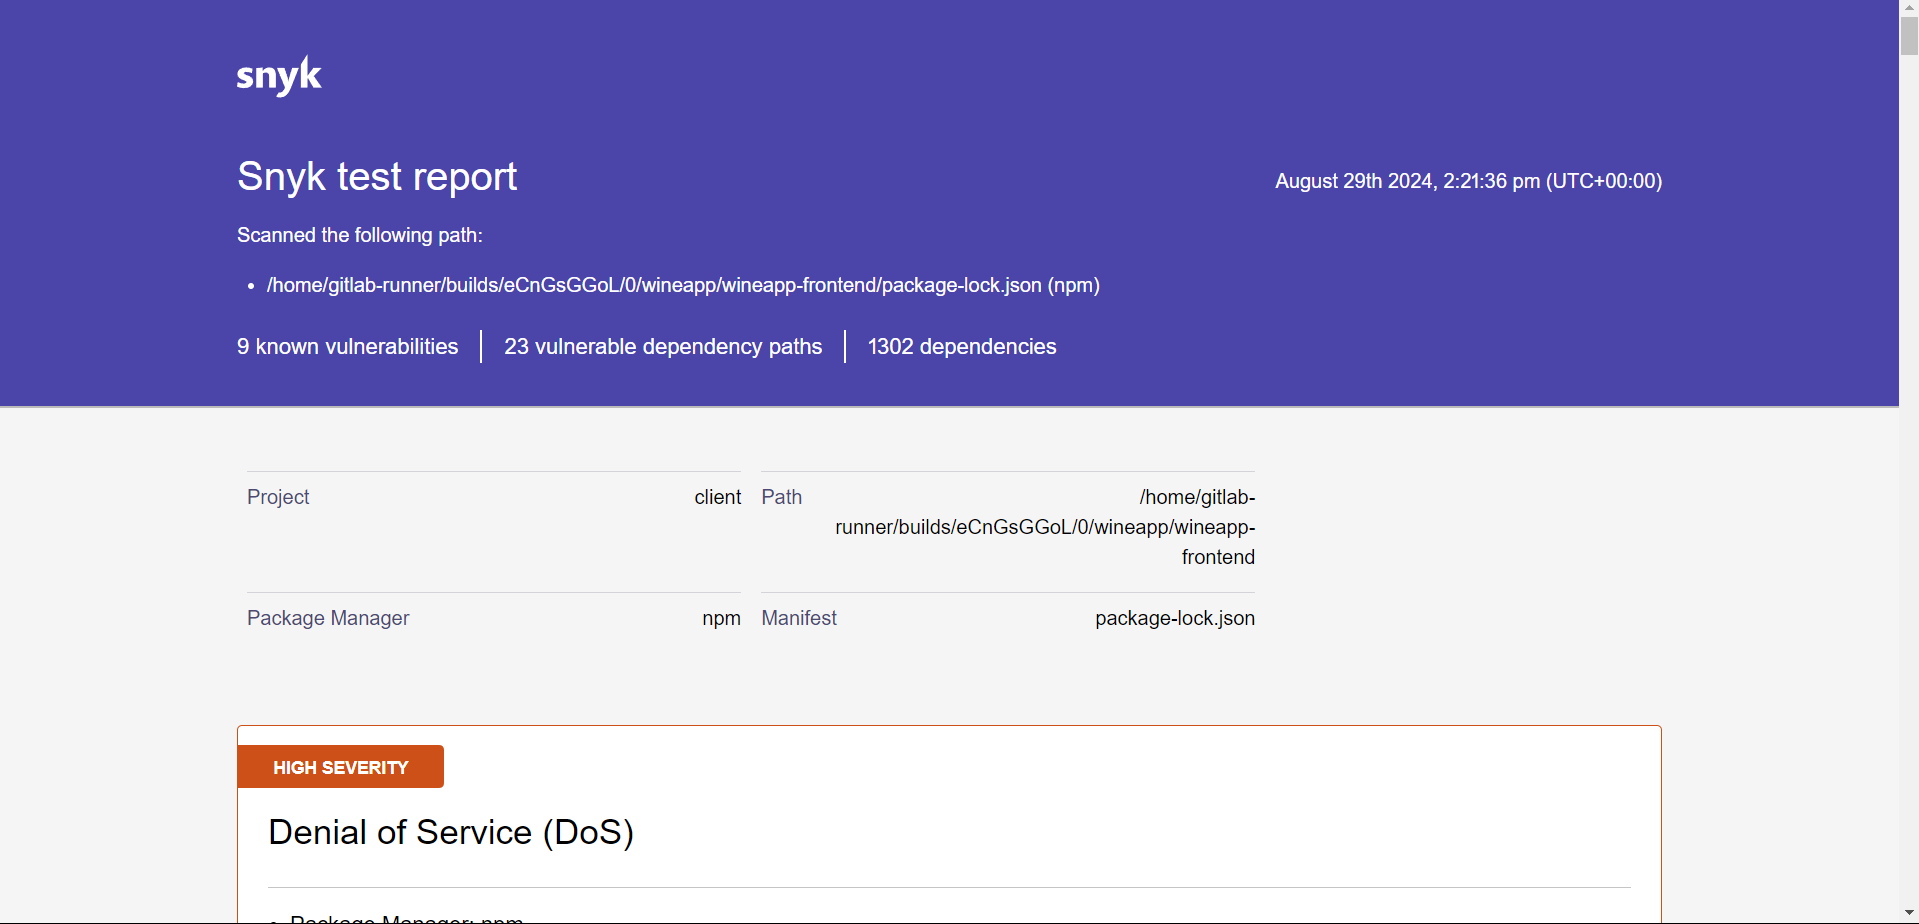 snyk
Snyk test report
August 29th 2024, 2:21:36 pm (UTC+00:00)
Scanned the following path:
• /home/gitlab-runner/builds/eCnGsGGoL/0/wineapp/wineapp-frontend/package-lock.json (npm)
9 known vulnerabilities
23 vulnerable dependency paths
1302 dependencies
Project
client
Path
/home/gitlab-
runner/builds/eCnGsGGoL/0/wineapp/wineapp-
frontend
Package Manager
npm
Manifest
package-lock.json
HIGH SEVERITY
Denial of Service (DoS)
• Package Manager: npm